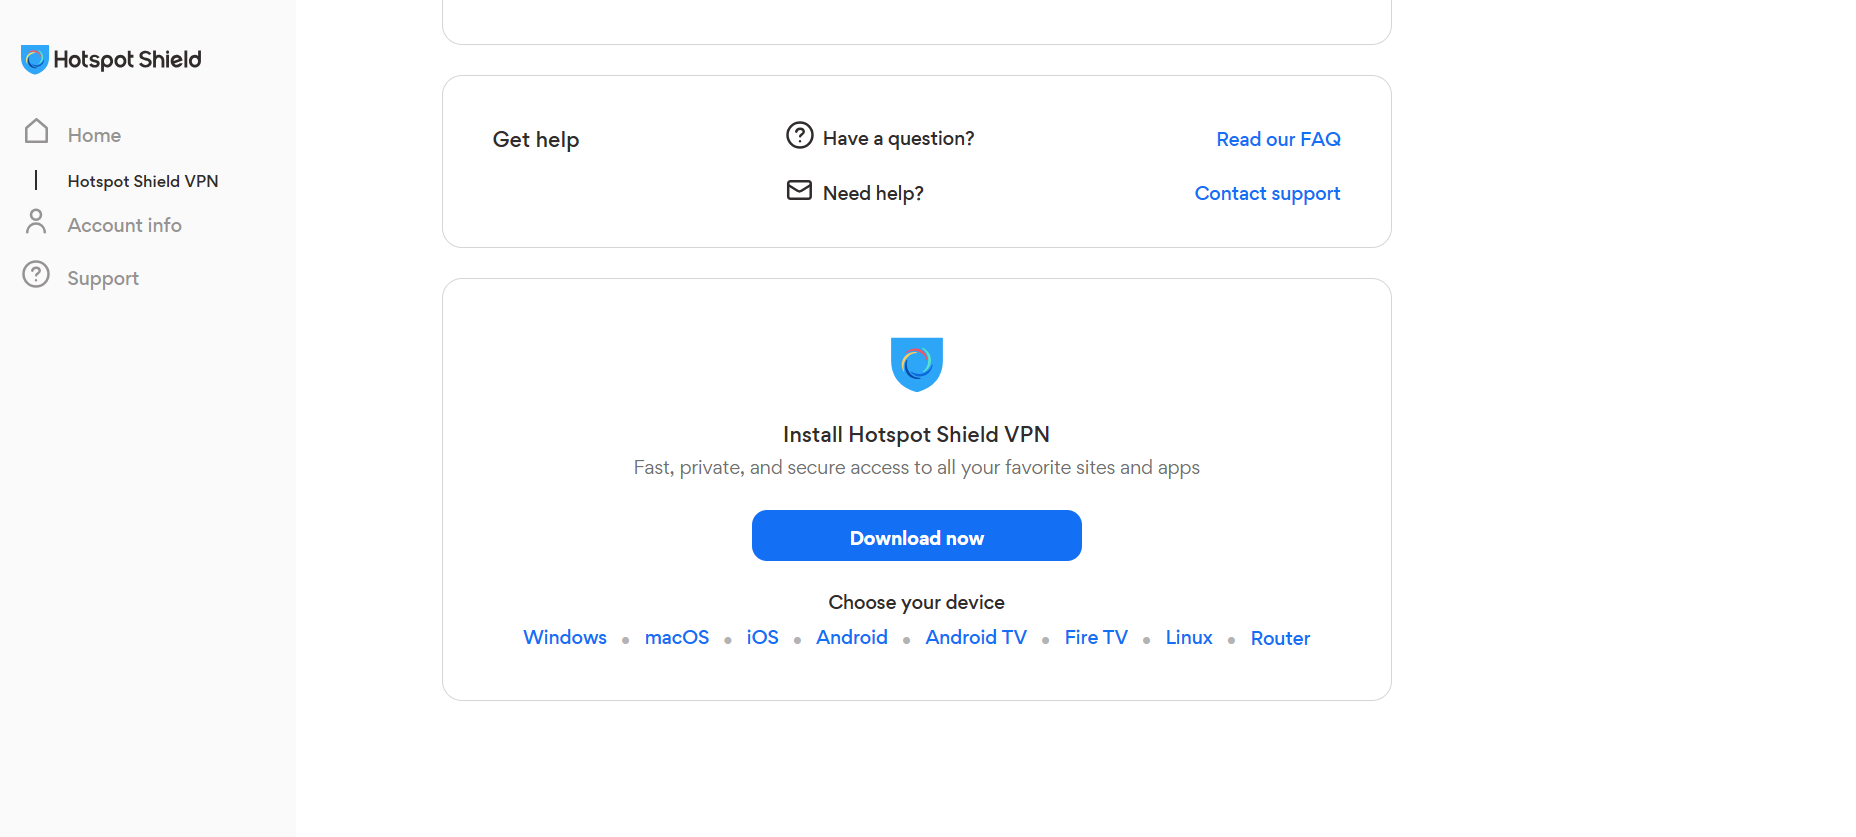 Hotspot Shield
Home
Hotspot Shield VPN
Account info
Support
Get help
Have a question?
Read our FAQ
Need help?
Contact support
Install Hotspot Shield VPN
Fast, private, and secure access to all your favorite sites and apps
Download now
Choose your device
Windows • macOS • iOS • Android • Android TV • Fire TV • Linux • Router